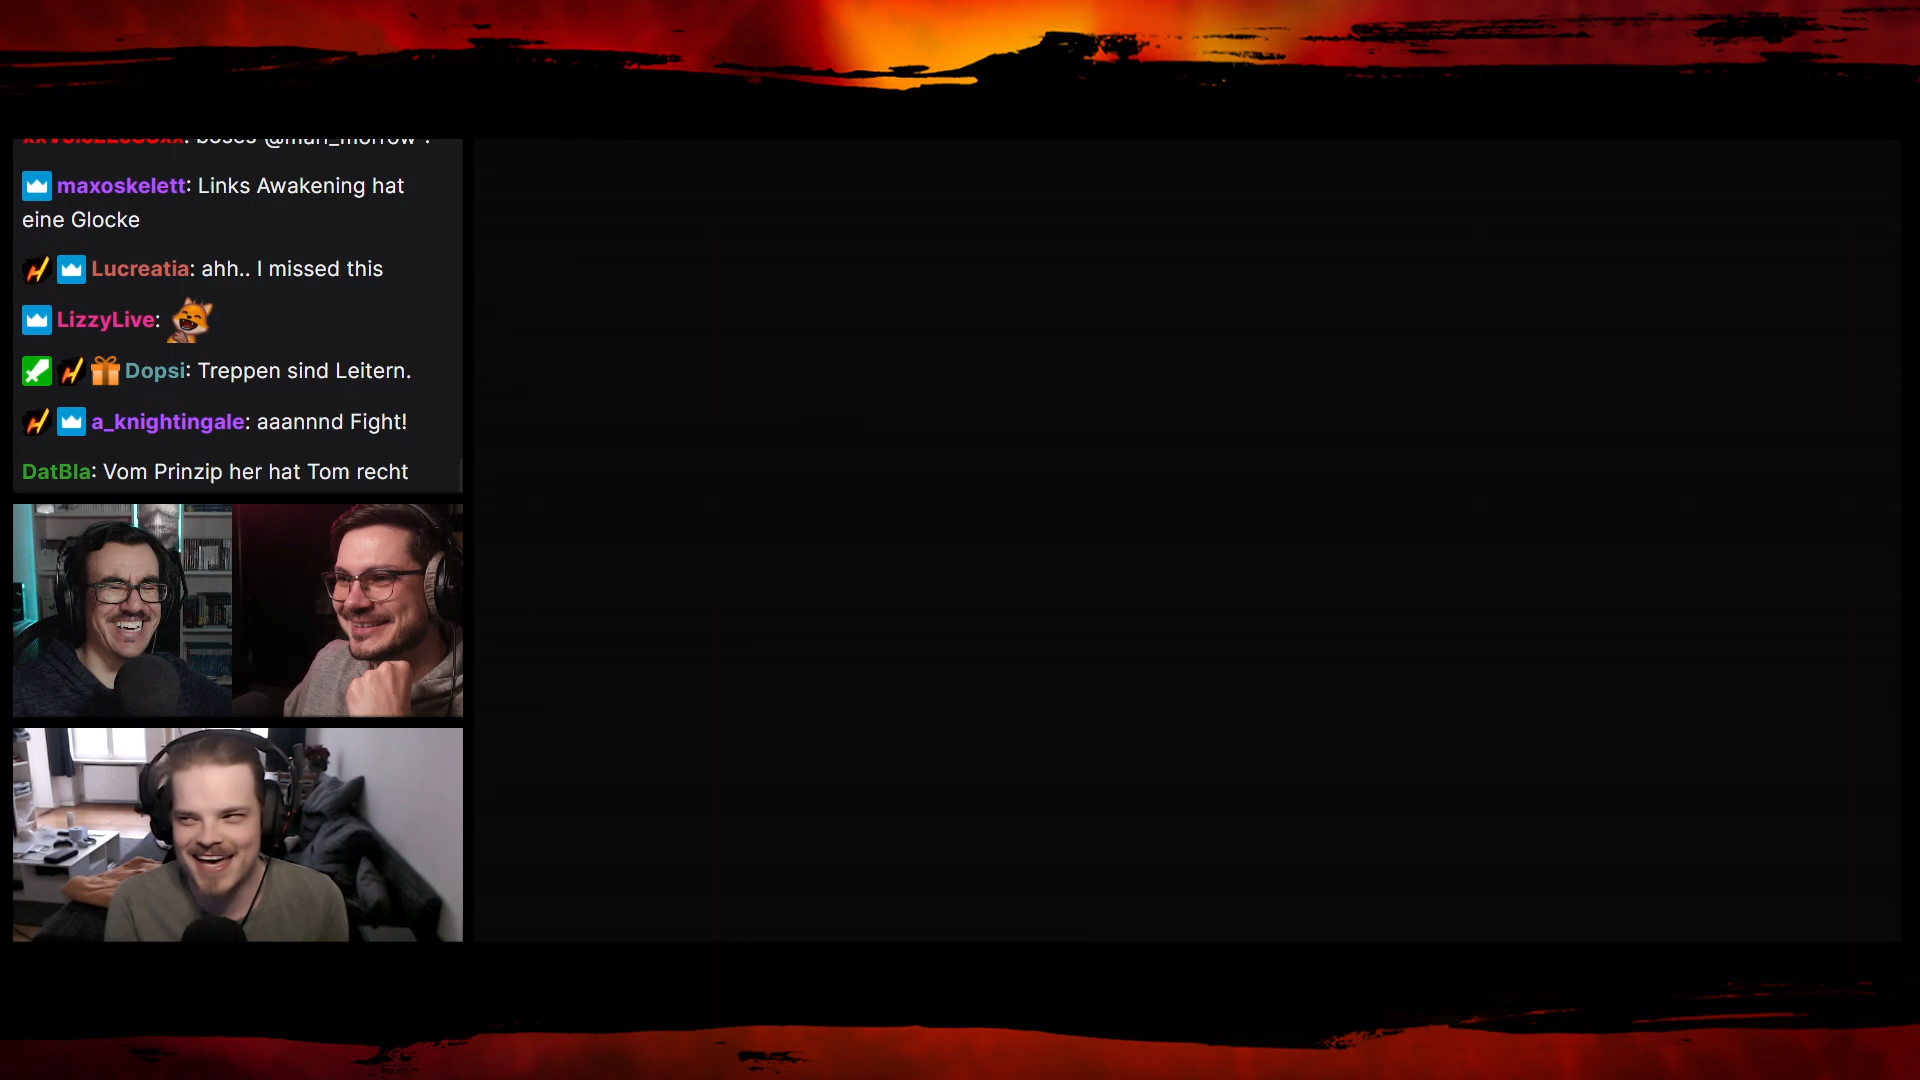 maxoskelett: Links Awakening hat
eine Glocke
Lucreatia: ahh.. I missed this
LizzyLive:
Dopsi: Treppen sind Leitern.
a_knightingale: aaannnd Fight!
DatBla: Vom Prinzip her hat Tom recht